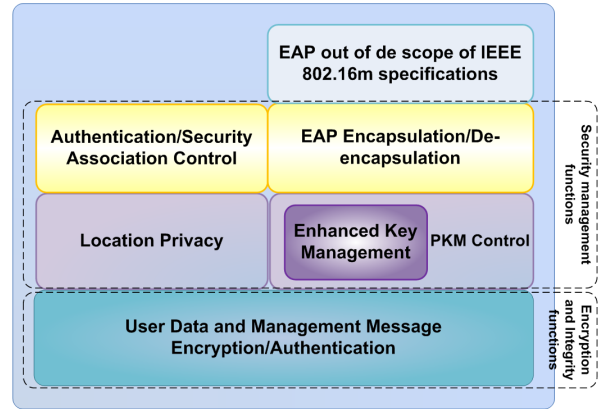 EAP out of de scope of IEEE
802.16m specifications
Authentication/Security
Association Control
EAP Encapsulation/De-
encapsulation
Location Privacy
Enhanced Key
Management
PKM Control
User Data and Management Message
Encryption/Authentication
Security management
functions
Encryption
and Integrity
functions